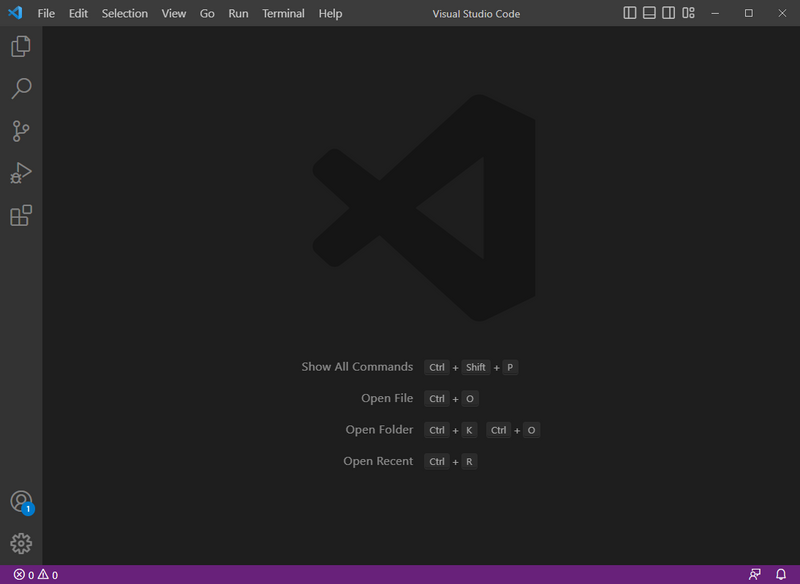 File Edit Selection View Go Run Terminal Help Visual Studio Code
Show All Commands Ctrl + Shift + P
Open File Ctrl + O
Open Folder Ctrl + K Ctrl + O
Open Recent Ctrl + R
1
0 0